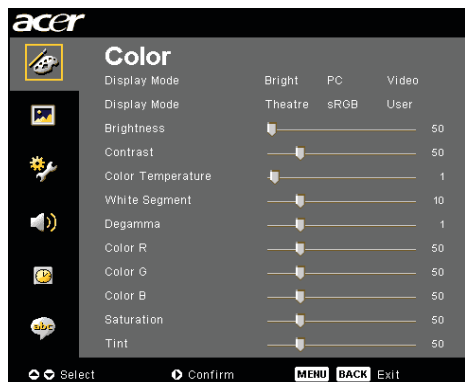 acer
Color
Display Mode Bright PC Video
Display Mode Theatre sRGB User
Brightness 50
Contrast 50
Color Temperature 1
White Segment 10
Degamma 1
Color R 50
Color G 50
Color B 50
Saturation 50
abc
Tint 50
Select Confirm MENU BACK Exit